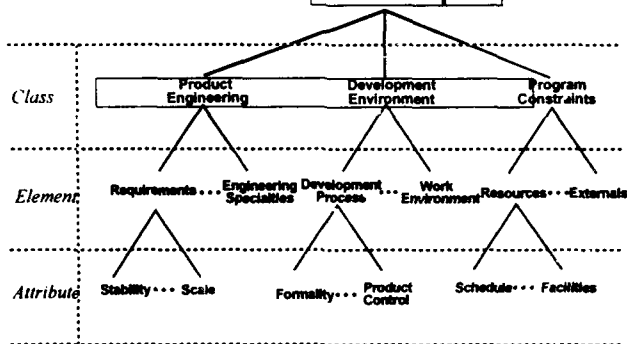 Class
Product
Engineering
Development
Environment
Program
Constraints
Element
Requirements ••• Engineering
Specialties
Development
Process ••• Work
Environment
Resources ••• Externals
Attribute
Stability ••• Scale
Formality ••• Product
Control
Schedule ••• Facilities